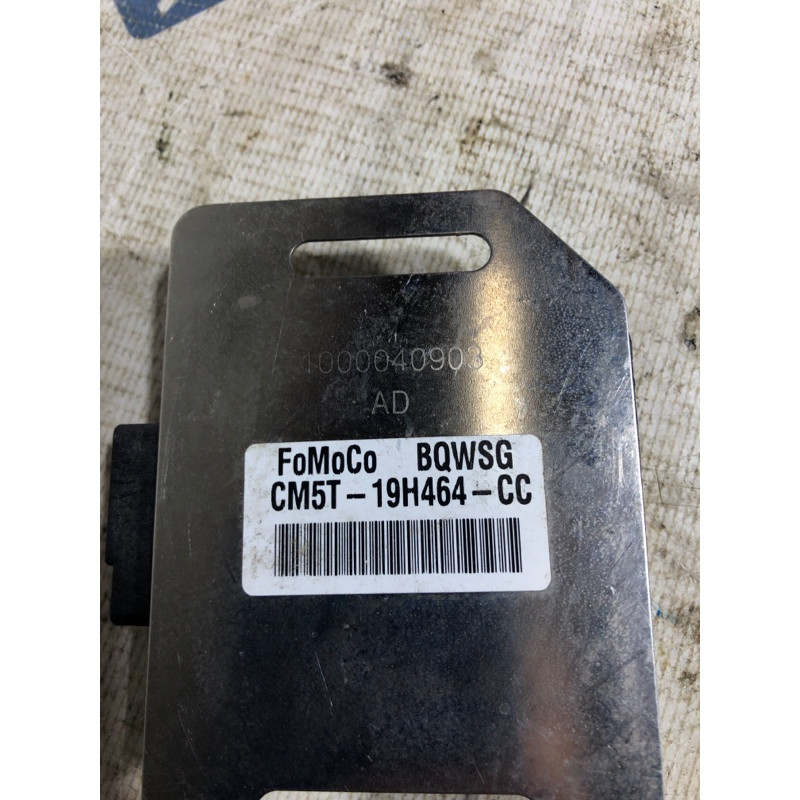 1000040903
AD
FoMoCo BQWSG
CM5T-19H464-CC